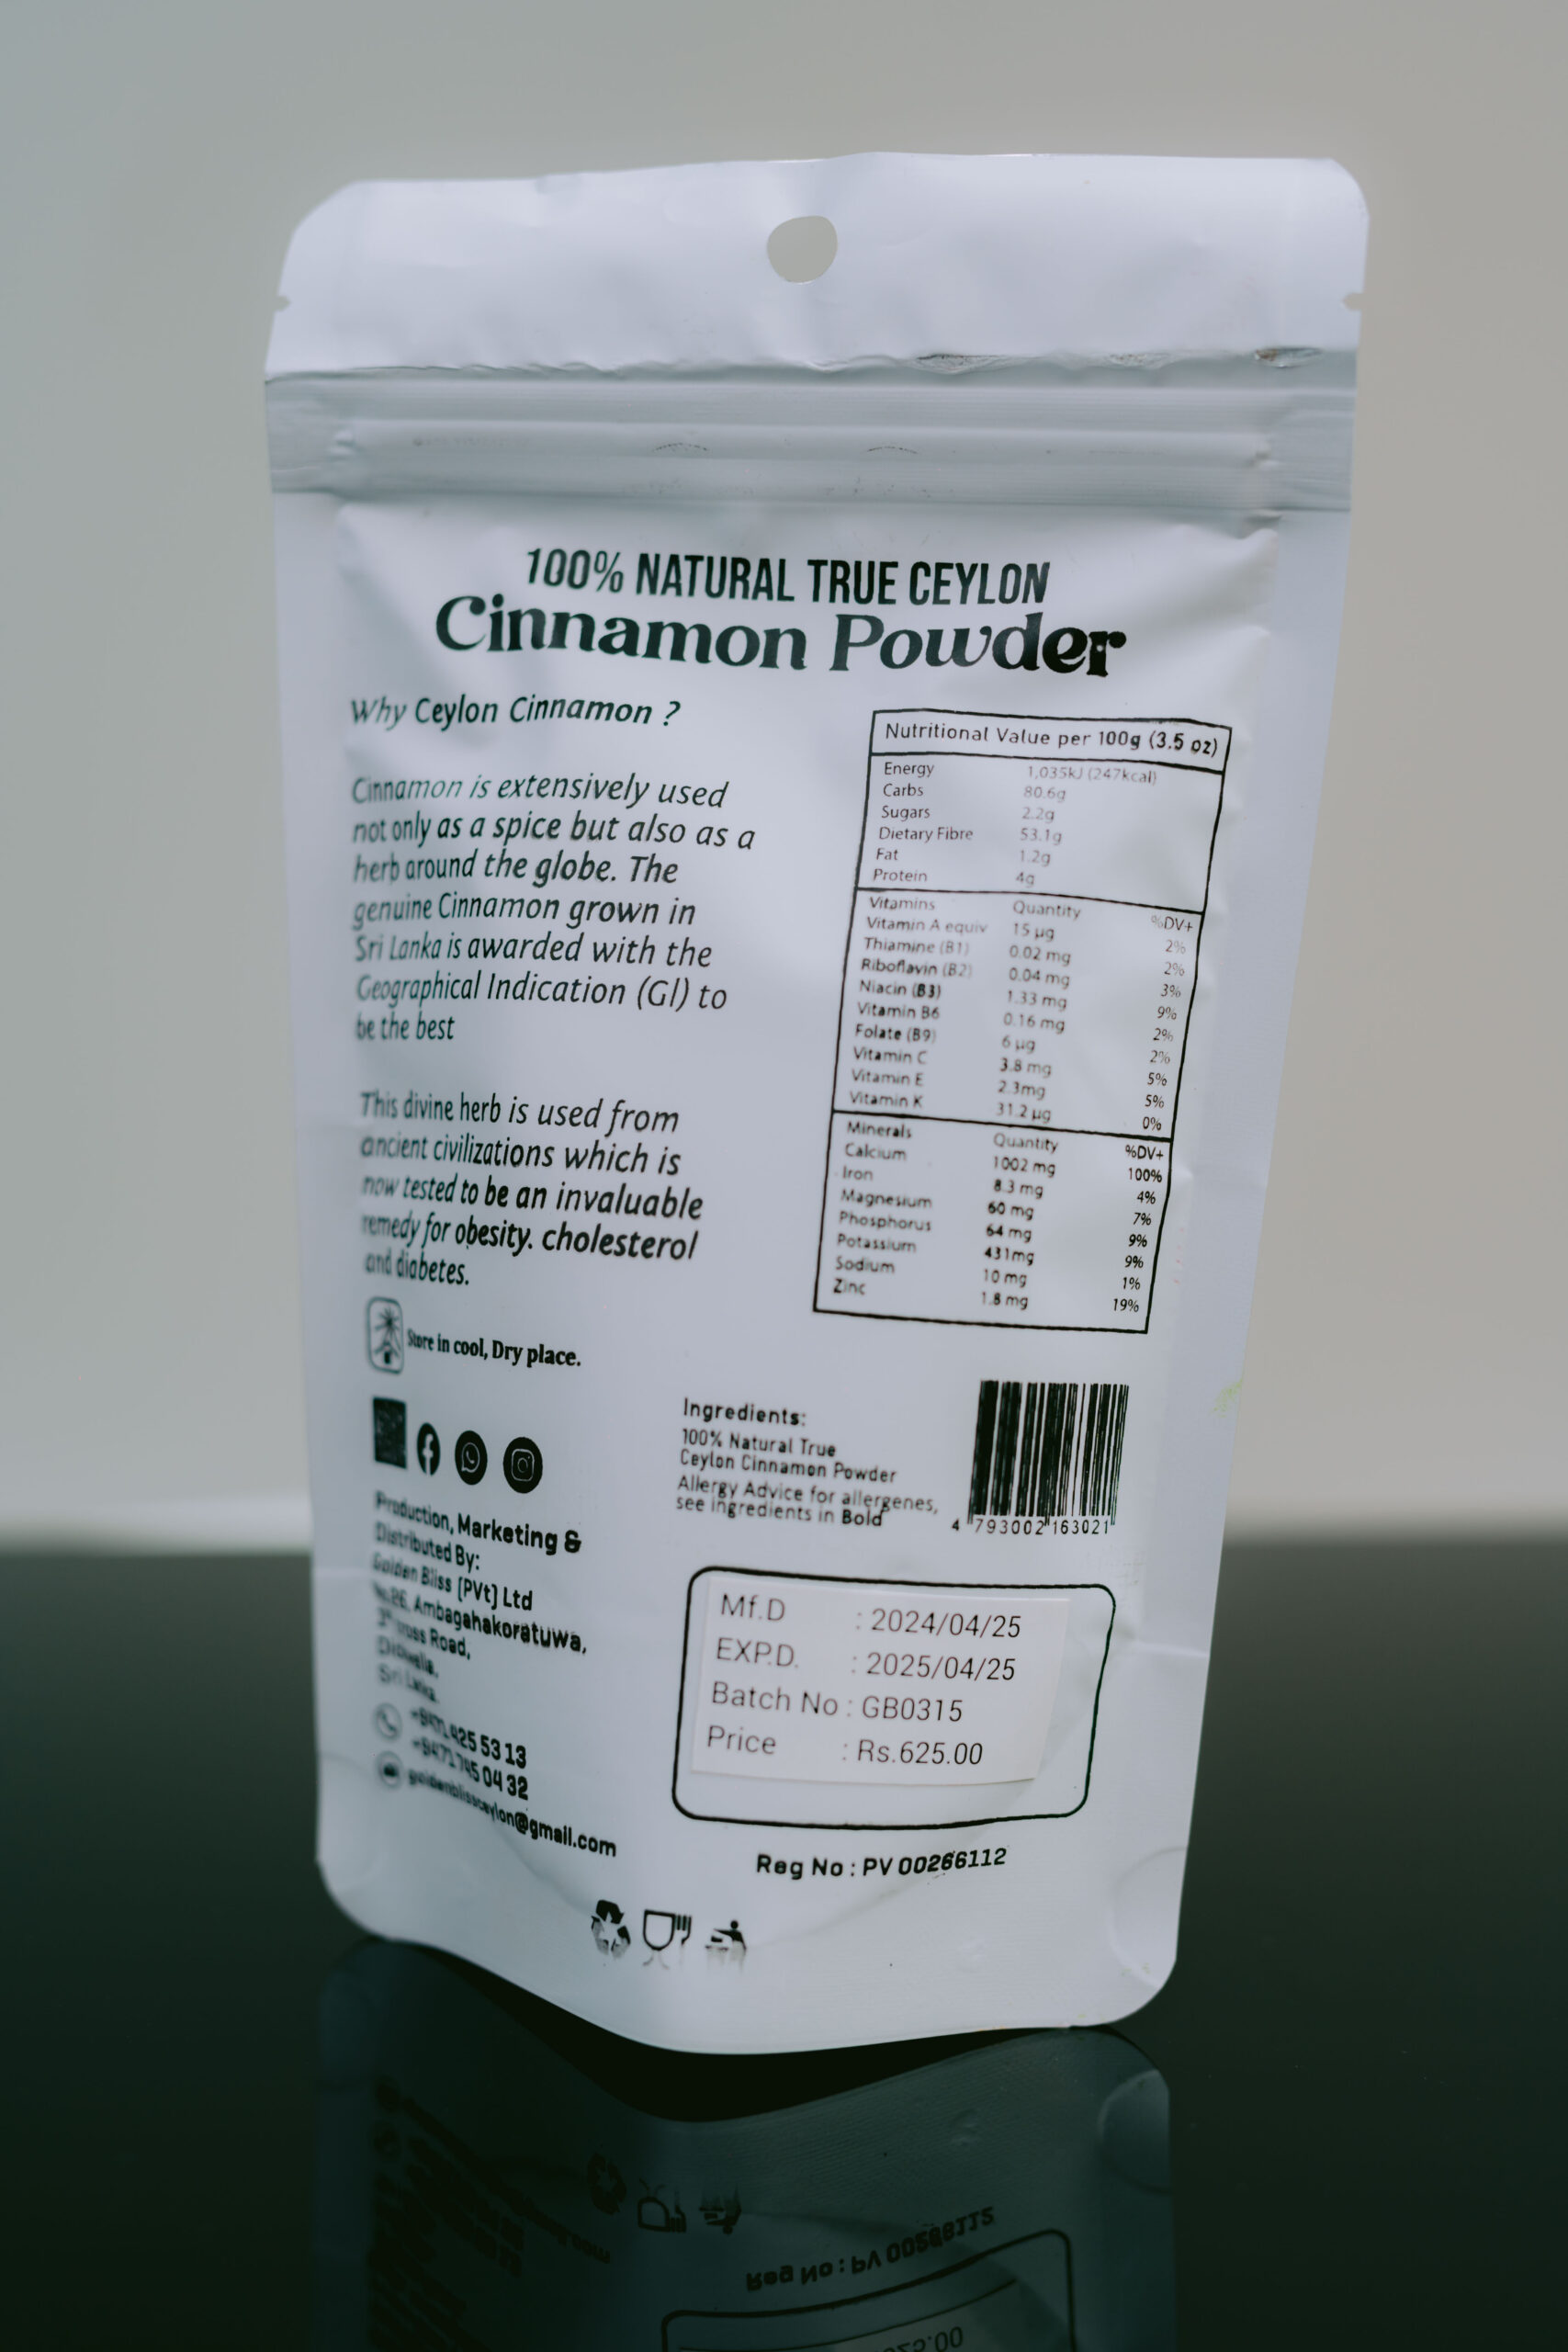 100% NATURAL TRUE CEYLON
Cinnamon Powder
Why Ceylon Cinnamon ?
Cinnamon is extensively used
not only as a spice but also as a
herb around the globe. The
genuine Cinnamon grown in
Sri Lanka is awarded with the
Geographical Indication (GI) to
be the best
This divine herb is used from
ancient civilizations which is
now tested to be an invaluable
remedy for obesity. cholesterol
and diabetes.
Store in cool, Dry place.
Production, Marketing &
Distributed By:
Golden Bliss (PVt) Ltd
Ambagahakoratuwa,
Road,
Sri Lanka.
425 53 13
+9471 745 04 32
goldenblissceylon@gmail.com
Nutritional Value per 100g (3.5 oz)
Energy 1,035kJ (247kcal)
Carbs 80.6g
Sugars 2.2g
Dietary Fibre 53.1g
Fat 1.2g
Protein 4g
Vitamins Quantity %DV+
Vitamin A equiv 15 µg 2%
Thiamine (B1) 0.02 mg 2%
Riboflavin (B2) 0.04 mg 3%
Niacin (B3) 1.33 mg 9%
Vitamin B6 0.16 mg 2%
Folate (B9) 6 µg 2%
Vitamin C 3.8 mg 5%
Vitamin E 2.3mg 5%
Vitamin K 31.2 µg 0%
Minerals Quantity %DV+
Calcium 1002 mg 100%
Iron 8.3 mg 4%
Magnesium 60 mg 7%
Phosphorus 64 mg 9%
Potassium 431mg 9%
Sodium 10 mg 1%
Zinc 1.8 mg 19%
Ingredients:
100% Natural True
Ceylon Cinnamon Powder
Allergy Advice for allergenes,
see ingredients in Bold
4 793002 163021
Mf.D : 2024/04/25
EXP.D. : 2025/04/25
Batch No : GB0315
Price : Rs.625.00
Reg No : PV 00266112